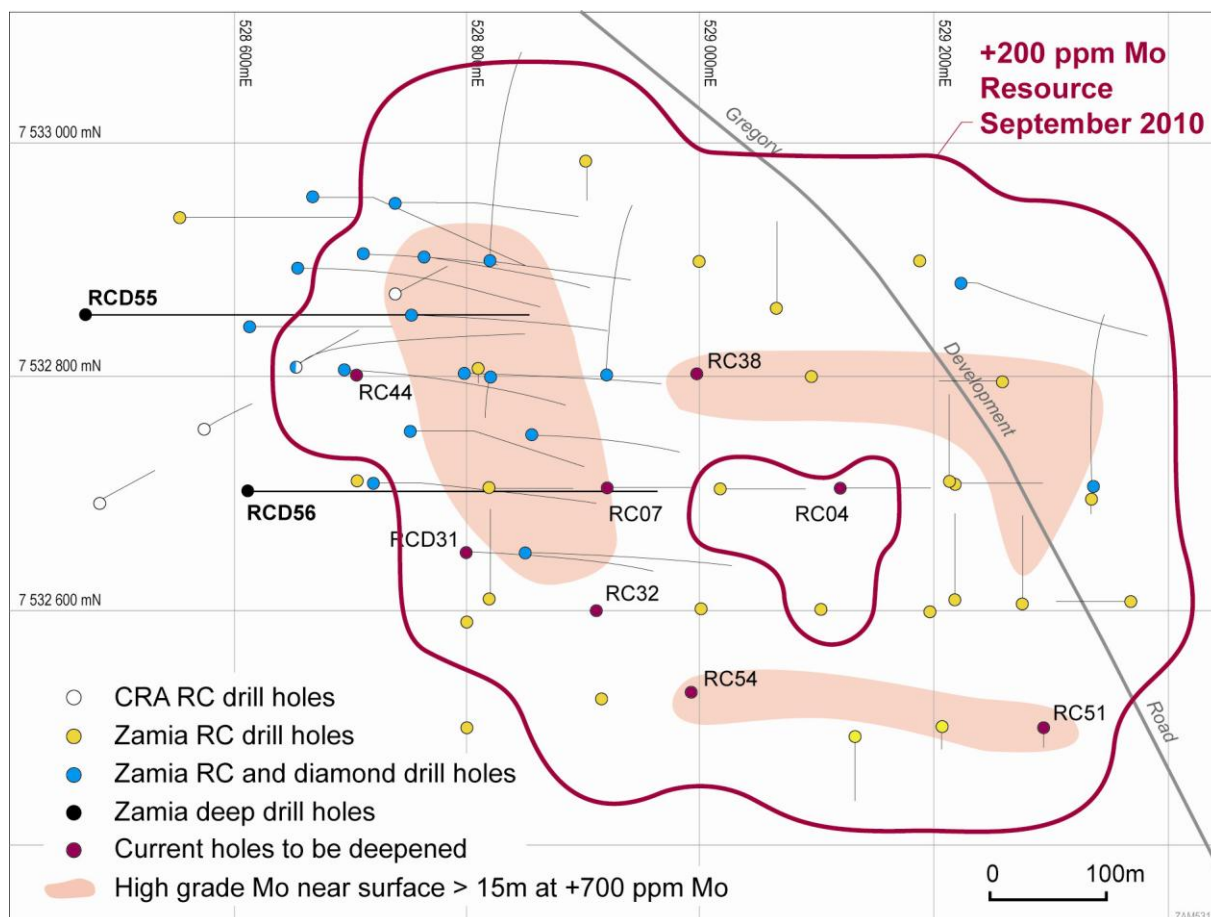 528 600mE
528 800mE
529 000mE
529 200mE
+200 ppm Mo
Resource
September 2010
7 533 000 mN
Gregory
RCD55
7 532 800 mN
RC44
RC38
Development
RCD56
RC07
RC04
RCD31
RC32
7 532 600 mN
RC54
RC51
Road
CRA RC drill holes
Zamia RC drill holes
Zamia RC and diamond drill holes
Zamia deep drill holes
Current holes to be deepened
High grade Mo near surface > 15m at +700 ppm Mo
0 100m